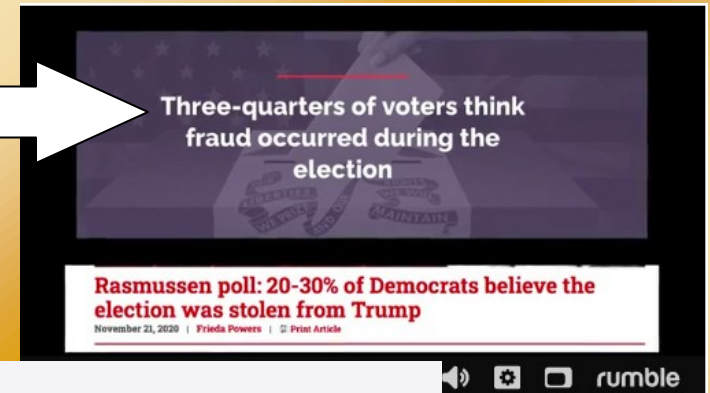 Three-quarters of voters think
fraud occurred during the
election
Rasmussen poll: 20-30% of Democrats believe the
election was stolen from Trump
November 21, 2020 | Frieda Powers | Print Article
rumble